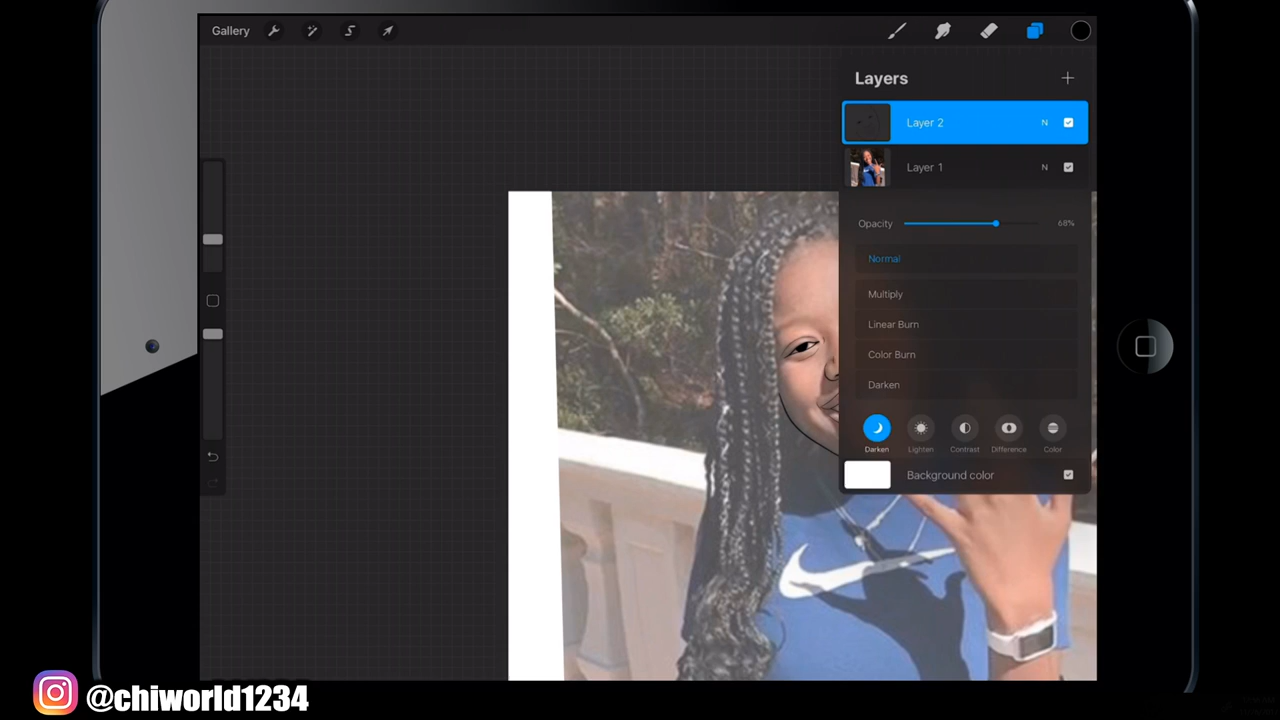 Gallery
Layers
Layer 2 N
Layer 1 N
Opacity 68%
Normal
Multiply
Linear Burn
Color Burn
Darken
Darken Lighten Contrast Difference Color
Background color
@chiworld1234